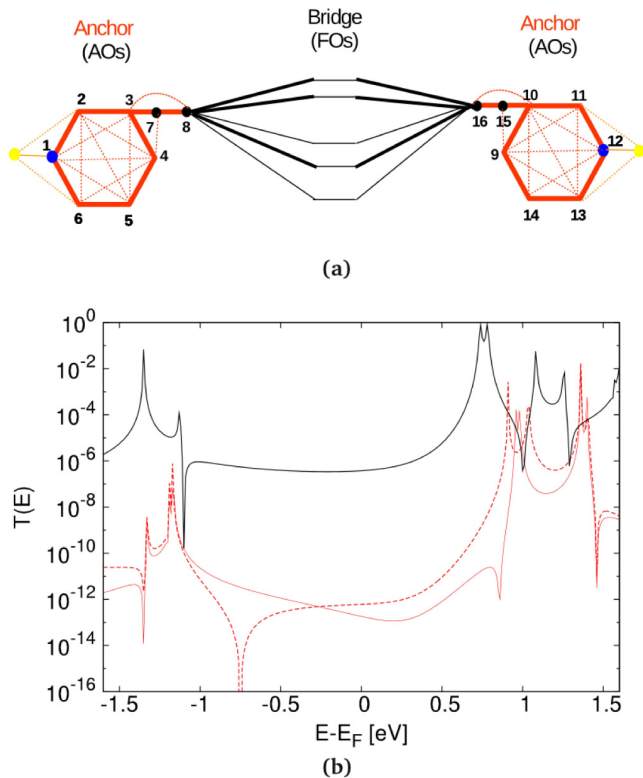 Anchor
(AOs)
Bridge
(FOs)
Anchor
(AOs)
2 3 10 11
7 8 16 15
1 4 9 12
6 5 14 13
(a)
10^0
10^-2
10^-4
10^-6
10^-8
10^-10
10^-12
10^-14
10^-16
T(E)
-1.5 -1 -0.5 0 0.5 1 1.5
E-E_F [eV]
(b)